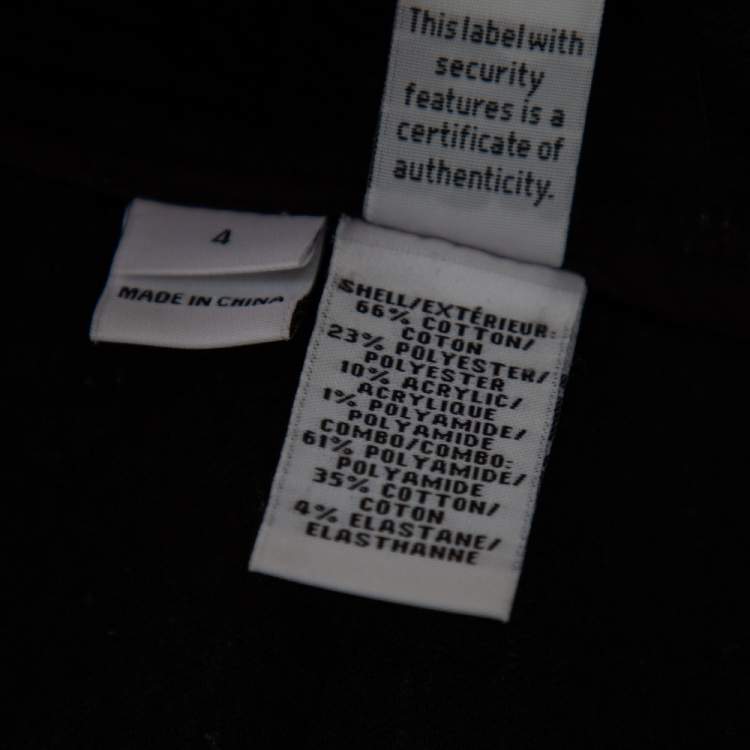 This label with
security
features is a
certificate of
authenticity.
4
MADE IN CHINA
SHELL/EXTÉRIEUR:
66% COTTON/
COTON
23% POLYESTER/
POLYESTER
10% ACRYLIC/
ACRYLIQUE
1% POLYAMIDE/
POLYAMIDE
COMBO/COMBO:
61% POLYAMIDE/
POLYAMIDE
35% COTTON/
COTON
4% ELASTANE/
ELASTHANNE